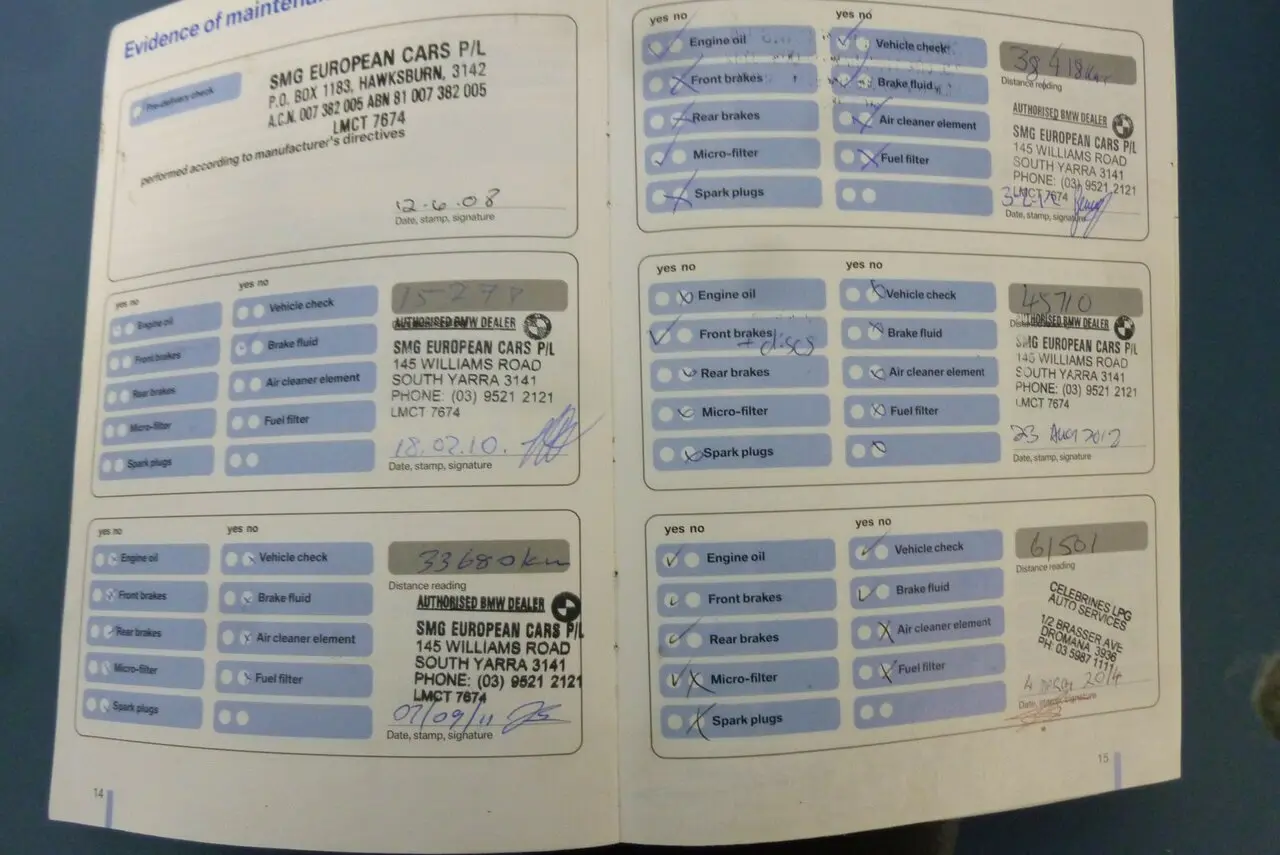 Evidence of
Pre-delivery check
SMG EUROPEAN CARS P/L
P.O. BOX 1183, HAWKSBURN, 3142
A.C.N. 007 382 005 ABN 81 007 382 005
LMCT 7674
performed according to manufacturer's directives
12.6.08
Date, stamp, signature
yes no
yes no
Engine oil
Front brakes
Rear brakes
Micro-filter
Spark plugs
Vehicle check
Brake fluid
Air cleaner element
Fuel filter
AUTHORISED BMW DEALER
SMG EUROPEAN CARS P/L
145 WILLIAMS ROAD
SOUTH YARRA 3141
PHONE: (03) 9521 2121
LMCT 7674
18.02.10.
Date, stamp, signature
yes no
yes no
Engine oil
Front brakes
Rear brakes
Micro-filter
Spark plugs
Vehicle check
Brake fluid
Air cleaner element
Fuel filter
33680km
Distance reading
AUTHORISED BMW DEALER
SMG EUROPEAN CARS P/L
145 WILLIAMS ROAD
SOUTH YARRA 3141
PHONE: (03) 9521 2121
LMCT 7674
Date, stamp, signature
14
yes no
yes no
Engine oil
Front brakes
Rear brakes
Micro-filter
Spark plugs
Vehicle check
Brake fluid
Air cleaner element
Fuel filter
38418km
Distance reading
AUTHORISED BMW DEALER
SMG EUROPEAN CARS P/L
145 WILLIAMS ROAD
SOUTH YARRA 3141
PHONE: (03) 9521 2121
LMCT 7674
Date, stamp, signature
yes no
yes no
Engine oil
Front brakes
+ discs
Rear brakes
Micro-filter
Spark plugs
Vehicle check
Brake fluid
Air cleaner element
Fuel filter
45710
AUTHORISED BMW DEALER
SMG EUROPEAN CARS P/L
145 WILLIAMS ROAD
SOUTH YARRA 3141
PHONE: (03) 9521 2121
LMCT 7674
23 Aug 2012
Date, stamp, signature
yes no
yes no
Engine oil
Front brakes
Rear brakes
Micro-filter
Spark plugs
Vehicle check
Brake fluid
Air cleaner element
Fuel filter
61501
Distance reading
CELEBRINES LPG
AUTO SERVICES
1/2 BRASSER AVE
DROMANA 3936
PH: 03 5987 1111
2014
Date, stamp, signature
15